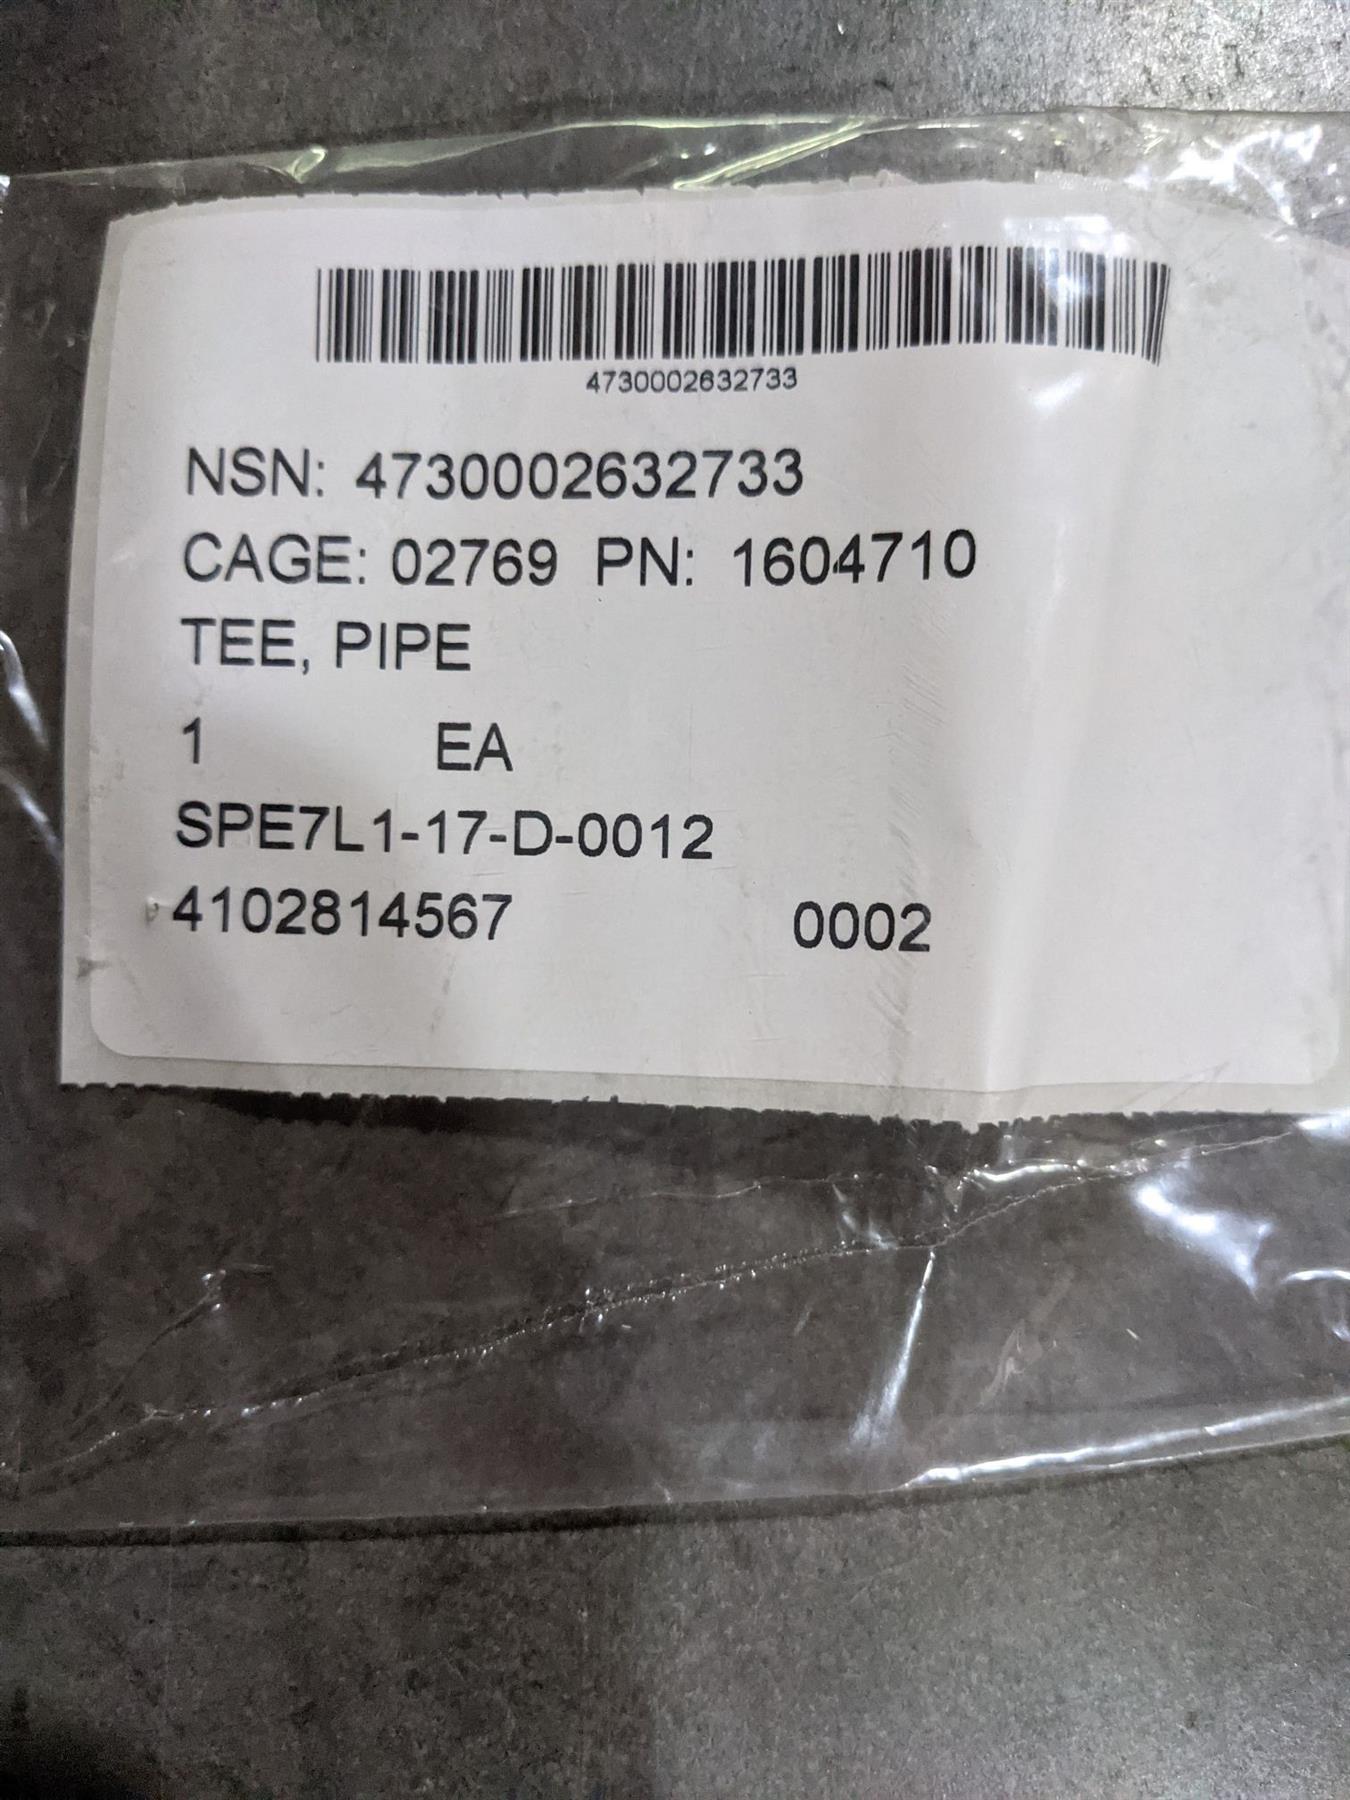 4730002632733
NSN: 4730002632733
CAGE: 02769 PN: 1604710
TEE, PIPE
1 EA
SPE7L1-17-D-0012
4102814567 0002